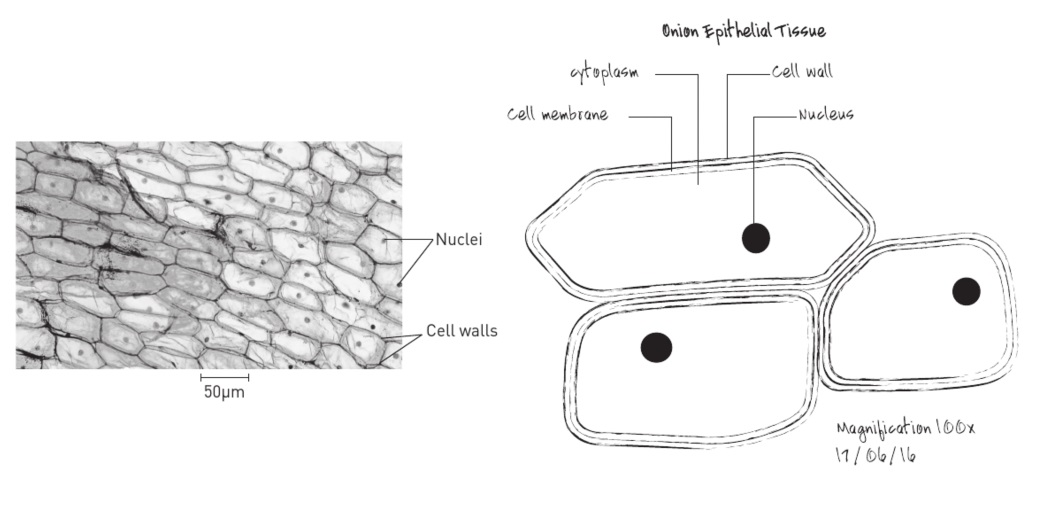 Onion Epithelial Tissue
cytoplasm
Cell wall
Cell membrane
Nucleus
Nuclei
Cell walls
50μm
Magnification 100x
17/06/16